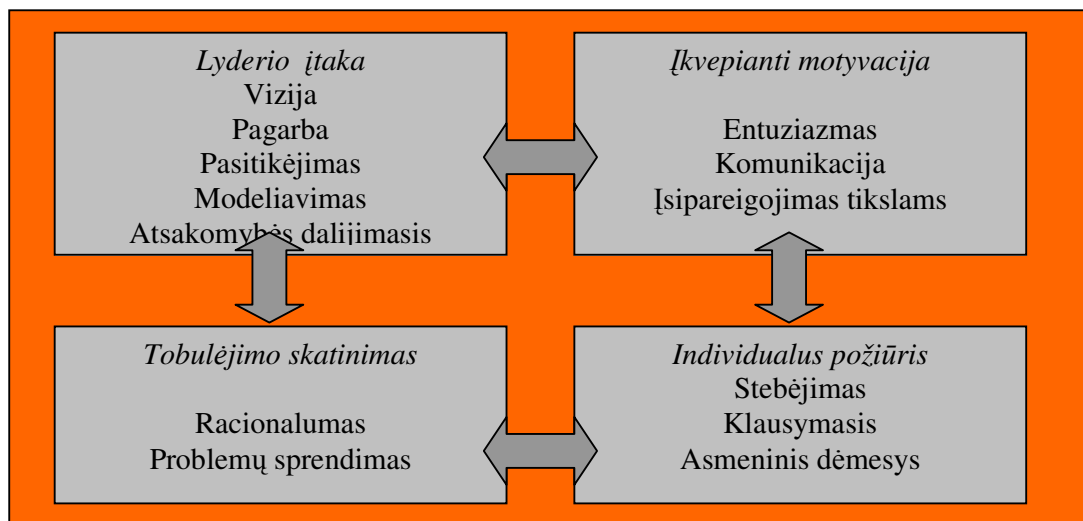 Lyderio įtaka
Vizija
Pagarba
Pasitikėjimas
Modeliavimas
Atsakomybės dalijimasis
Įkvepianti motyvacija
Entuziazmas
Komunikacija
Įsipareigojimas tikslams
Tobulėjimo skatinimas
Racionalumas
Problemų sprendimas
Individualus požiūris
Stebėjimas
Klausymasis
Asmeninis dėmesys